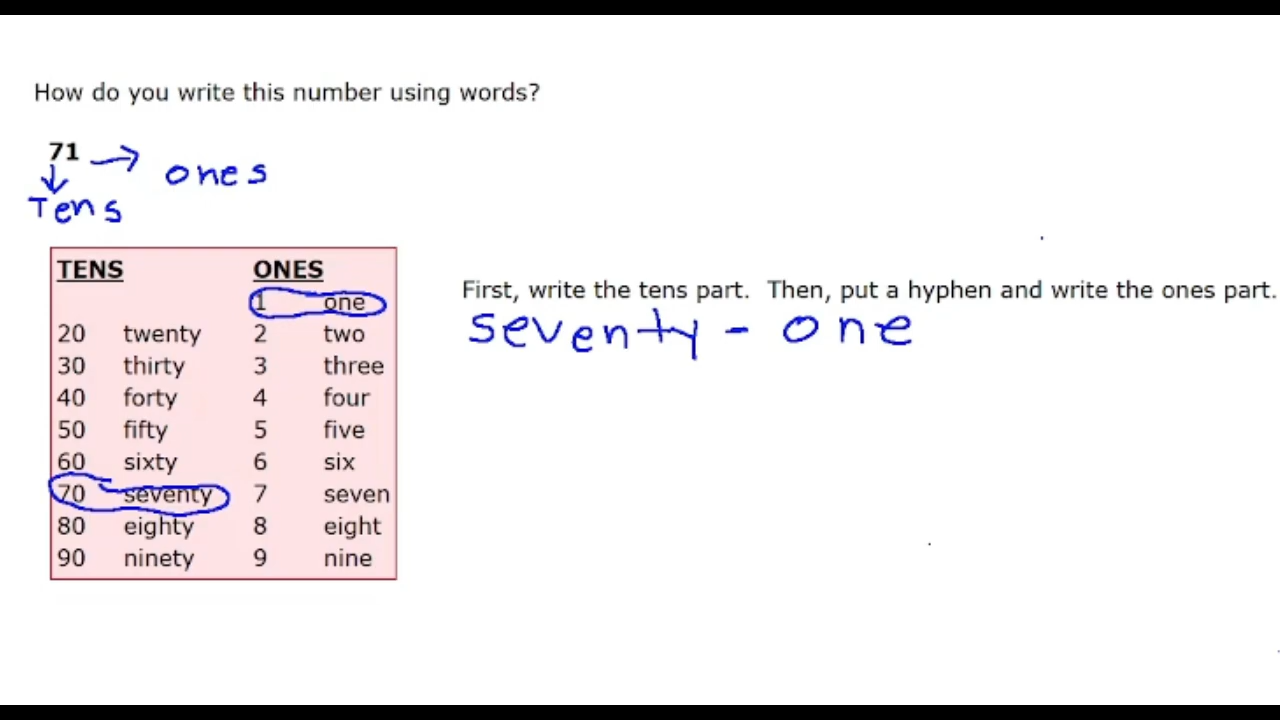 How do you write this number using words?
71 → ones
↓
Tens
TENS ONES
1 one
20 twenty 2 two
30 thirty 3 three
40 forty 4 four
50 fifty 5 five
60 sixty 6 six
70 seventy 7 seven
80 eighty 8 eight
90 ninety 9 nine
First, write the tens part. Then, put a hyphen and write the ones part.
seventy - one